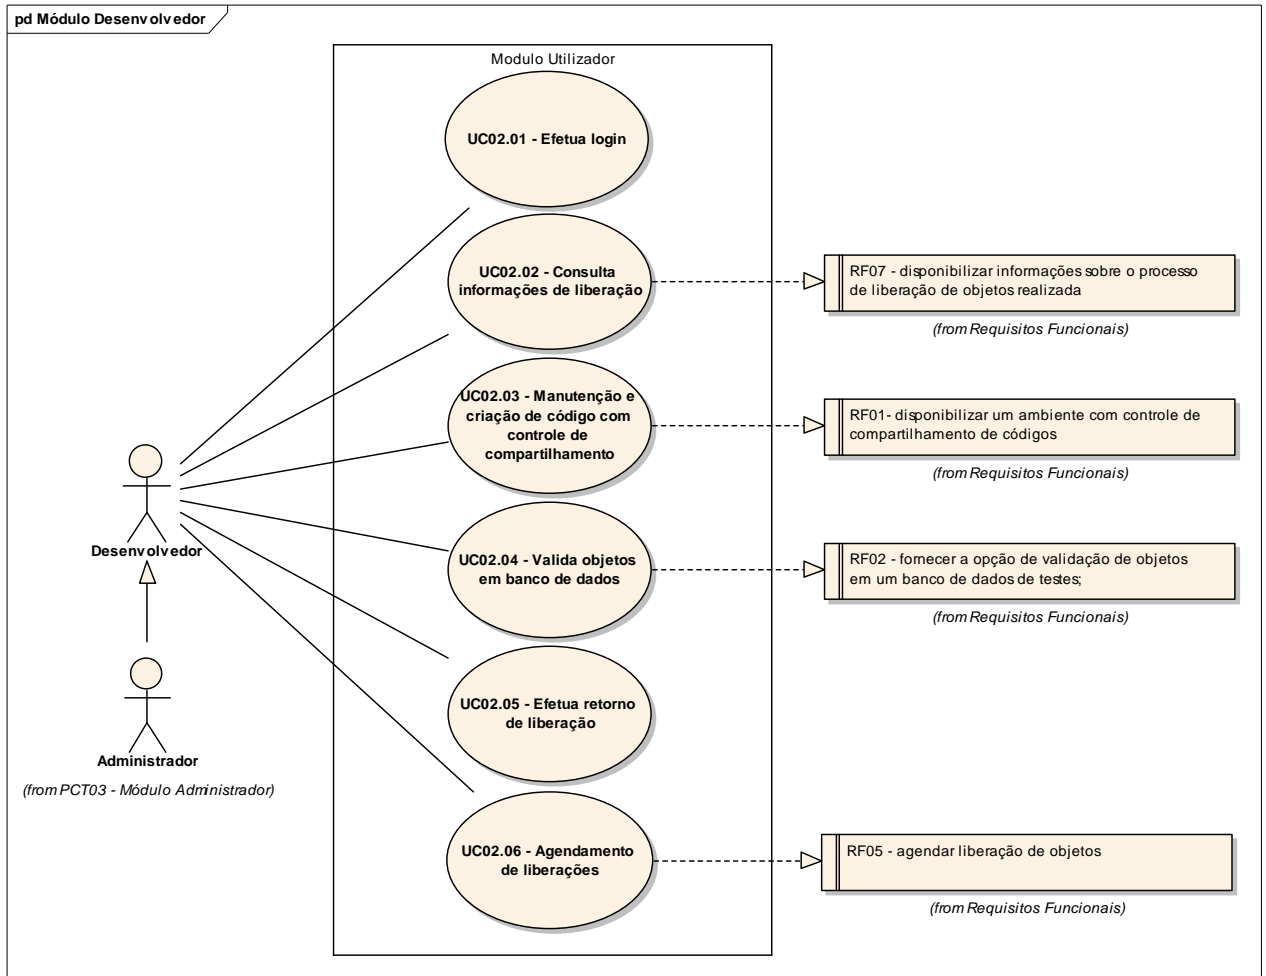 pd Módulo Desenvolvedor
Modulo Utilizador
UC02.01 - Efetua login
UC02.02 - Consulta
informações de liberação
RF07 - disponibilizar informações sobre o processo
de liberação de objetos realizada
(from Requisitos Funcionais)
UC02.03 - Manutenção e
criação de código com
controle de
compartilhamento
RF01- disponibilizar um ambiente com controle de
compartilhamento de códigos
(from Requisitos Funcionais)
Desenvolvedor
UC02.04 - Valida objetos
em banco de dados
RF02 - fornecer a opção de validação de objetos
em um banco de dados de testes;
(from Requisitos Funcionais)
UC02.05 - Efetua retorno
de liberação
Administrador
(from PCT03 - Módulo Administrador)
UC02.06 - Agendamento
de liberações
RF05 - agendar liberação de objetos
(from Requisitos Funcionais)